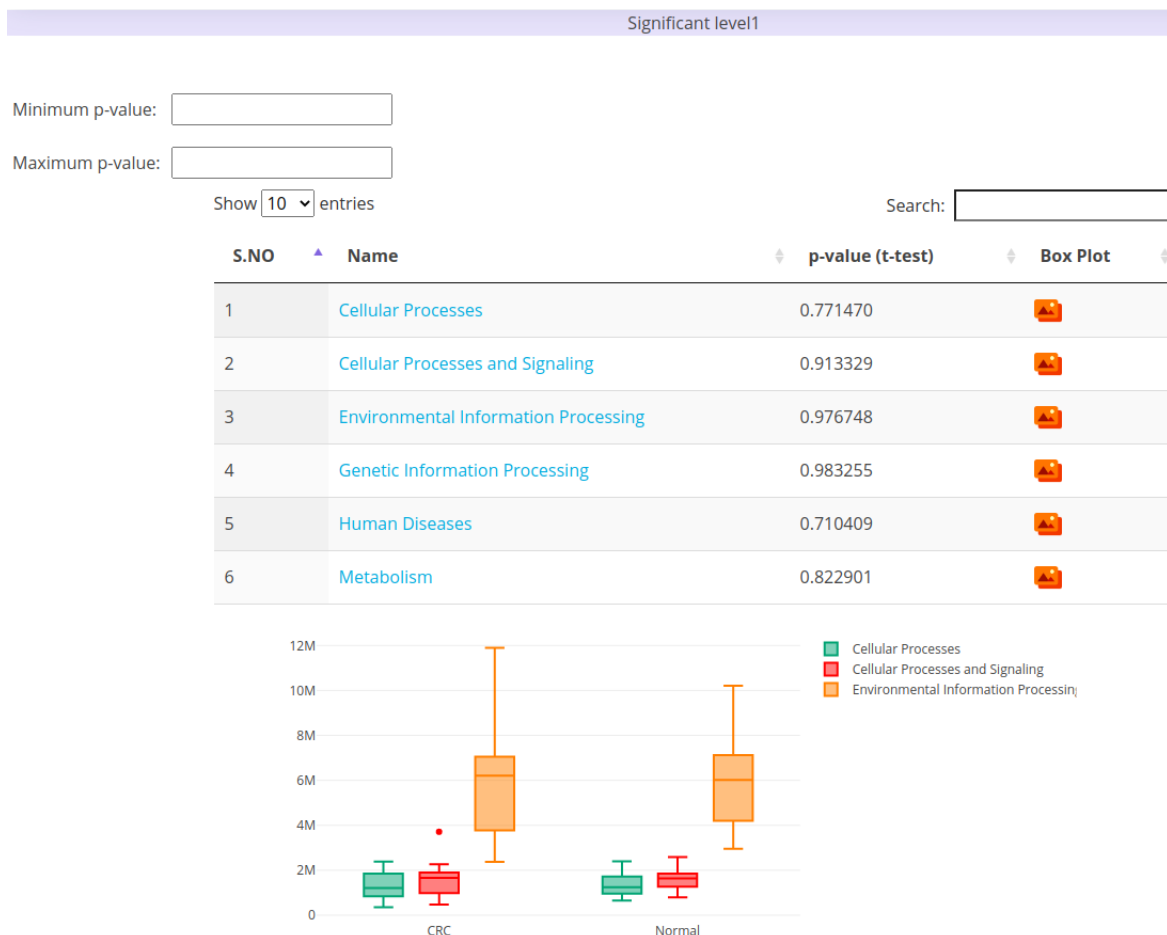 Significant level1
Minimum p-value:
Maximum p-value:
Show 10 entries
Search:
S.NO Name p-value (t-test) Box Plot
1 Cellular Processes 0.771470
2 Cellular Processes and Signaling 0.913329
3 Environmental Information Processing 0.976748
4 Genetic Information Processing 0.983255
5 Human Diseases 0.710409
6 Metabolism 0.822901
12M
10M
8M
6M
4M
2M
0
CRC Normal
Cellular Processes
Cellular Processes and Signaling
Environmental Information Processin